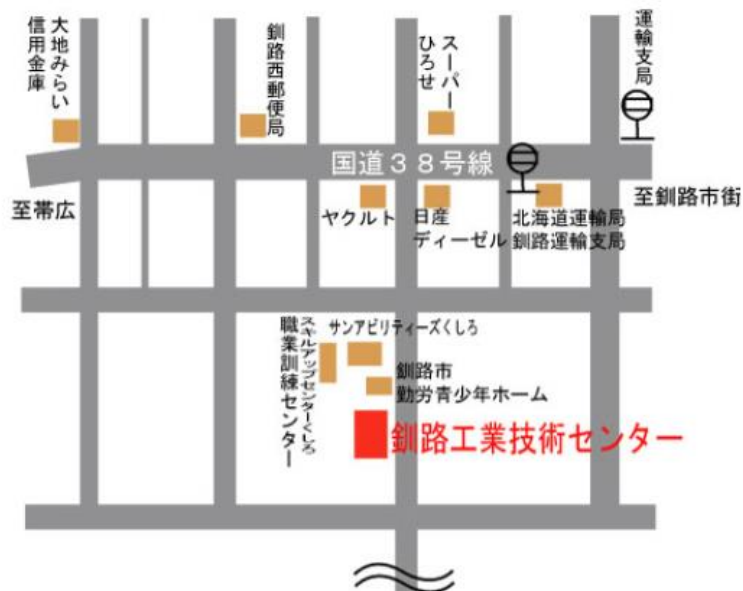 大地みらい
信用金庫
釧路西郵便局
スーパー
ひろせ
運輸支局
国道38号線
至帯広
ヤクルト
日産
ディーゼル
北海道運輸局
釧路運輸支局
至釧路市街
サンアビリティーズくしろ
スキルアップセンターくしろ
職業訓練センター
釧路市
勤労青少年ホーム
釧路工業技術センター